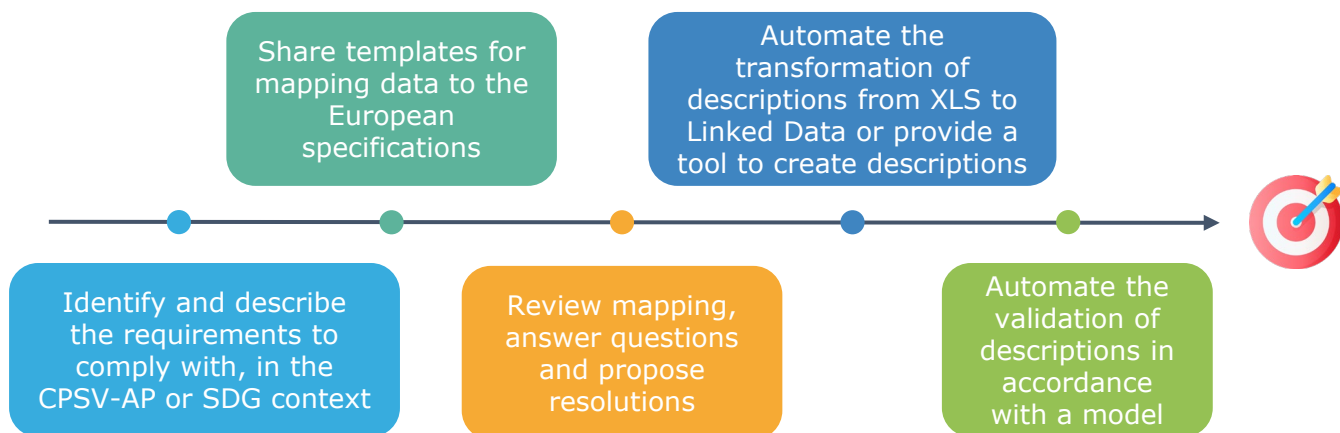 Share templates for
mapping data to the
European
specifications
Automate the
transformation of
descriptions from XLS to
Linked Data or provide a
tool to create descriptions
Identify and describe
the requirements to
comply with, in the
CPSV-AP or SDG context
Review mapping,
answer questions
and propose
resolutions
Automate the
validation of
descriptions in
accordance
with a model